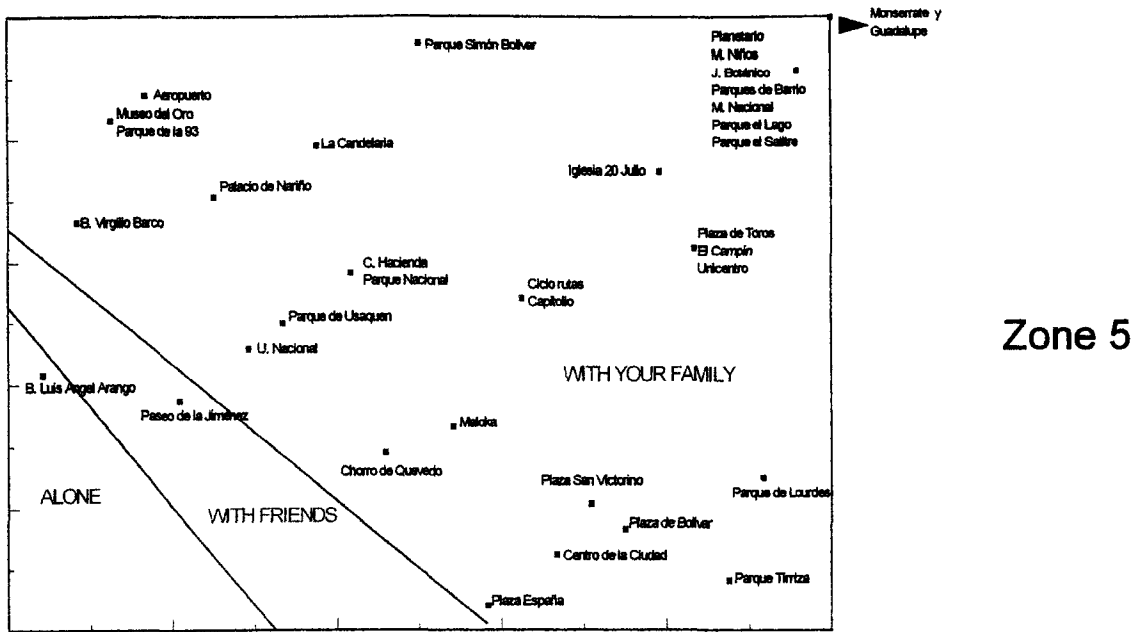 Monserrate y
Guadalupe
Parque Simón Bolivar
Planetario
M. Niños
J. Botánico
Parques de Barrio
M. Nacional
Parque el Lago
Parque el Salitre
Aeropuerto
Museo del Oro
Parque de la 93
La Candelaria
Iglesia 20 Julio
Palacio de Nariño
B. Virgilio Barco
Plaza de Toros
El Campín
Unicentro
C. Hacienda
Parque Nacional
Ciclo rutas
Capitolio
Parque de Usaquen
Zone 5
U. Nacional
WITH YOUR FAMILY
B. Luis Angel Arango
Paseo de la Jiménez
Maloka
Chorro de Quevedo
Plaza San Victorino
Parque de Lourdes
ALONE
WITH FRIENDS
Plaza de Bolivar
Centro de la Ciudad
Parque Timiza
Plaza España